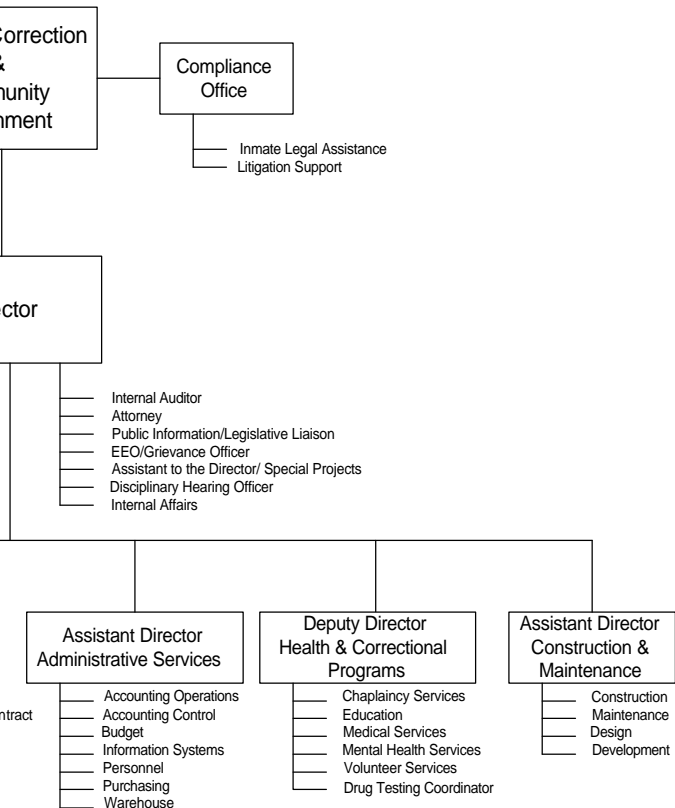 Correction
&
munity
nment
Compliance
Office
Inmate Legal Assistance
Litigation Support
ctor
Internal Auditor
Attorney
Public Information/Legislative Liaison
EEO/Grievance Officer
Assistant to the Director/ Special Projects
Disciplinary Hearing Officer
Internal Affairs
Assistant Director
Administrative Services
Deputy Director
Health & Correctional
Programs
Assistant Director
Construction &
Maintenance
ntract
Accounting Operations
Accounting Control
Budget
Information Systems
Personnel
Purchasing
Warehouse
Chaplaincy Services
Education
Medical Services
Mental Health Services
Volunteer Services
Drug Testing Coordinator
Construction
Maintenance
Design
Development